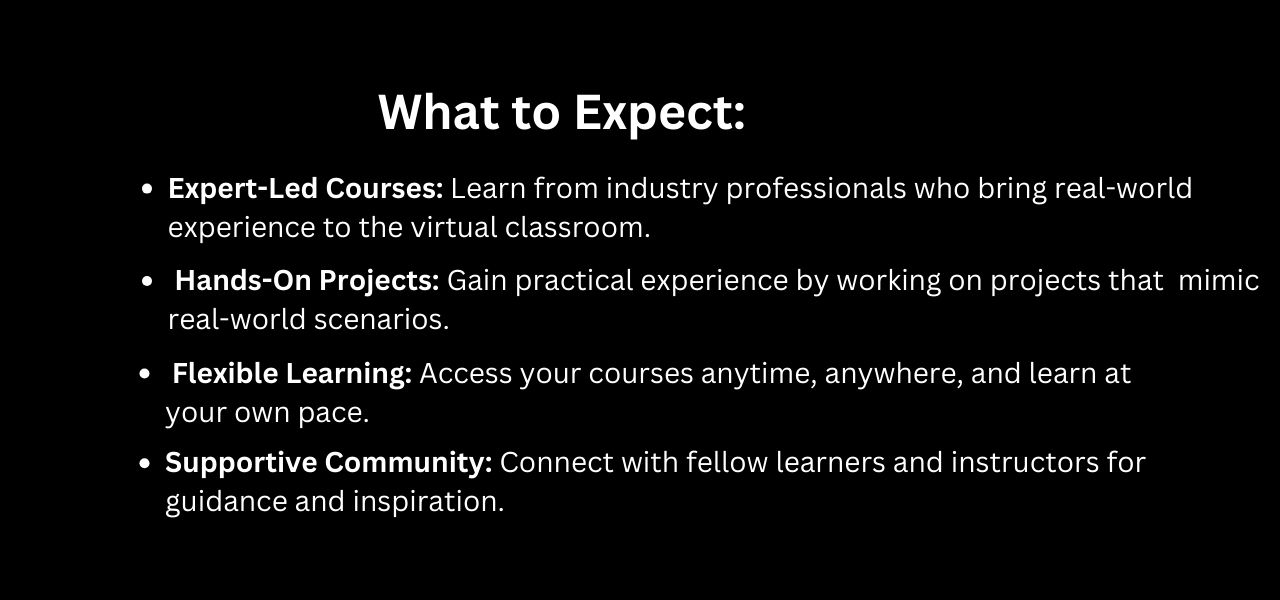 What to Expect:
• Expert-Led Courses: Learn from industry professionals who bring real-world
experience to the virtual classroom.
• Hands-On Projects: Gain practical experience by working on projects that  mimic
real-world scenarios.
• Flexible Learning: Access your courses anytime, anywhere, and learn at
your own pace.
• Supportive Community: Connect with fellow learners and instructors for
guidance and inspiration.